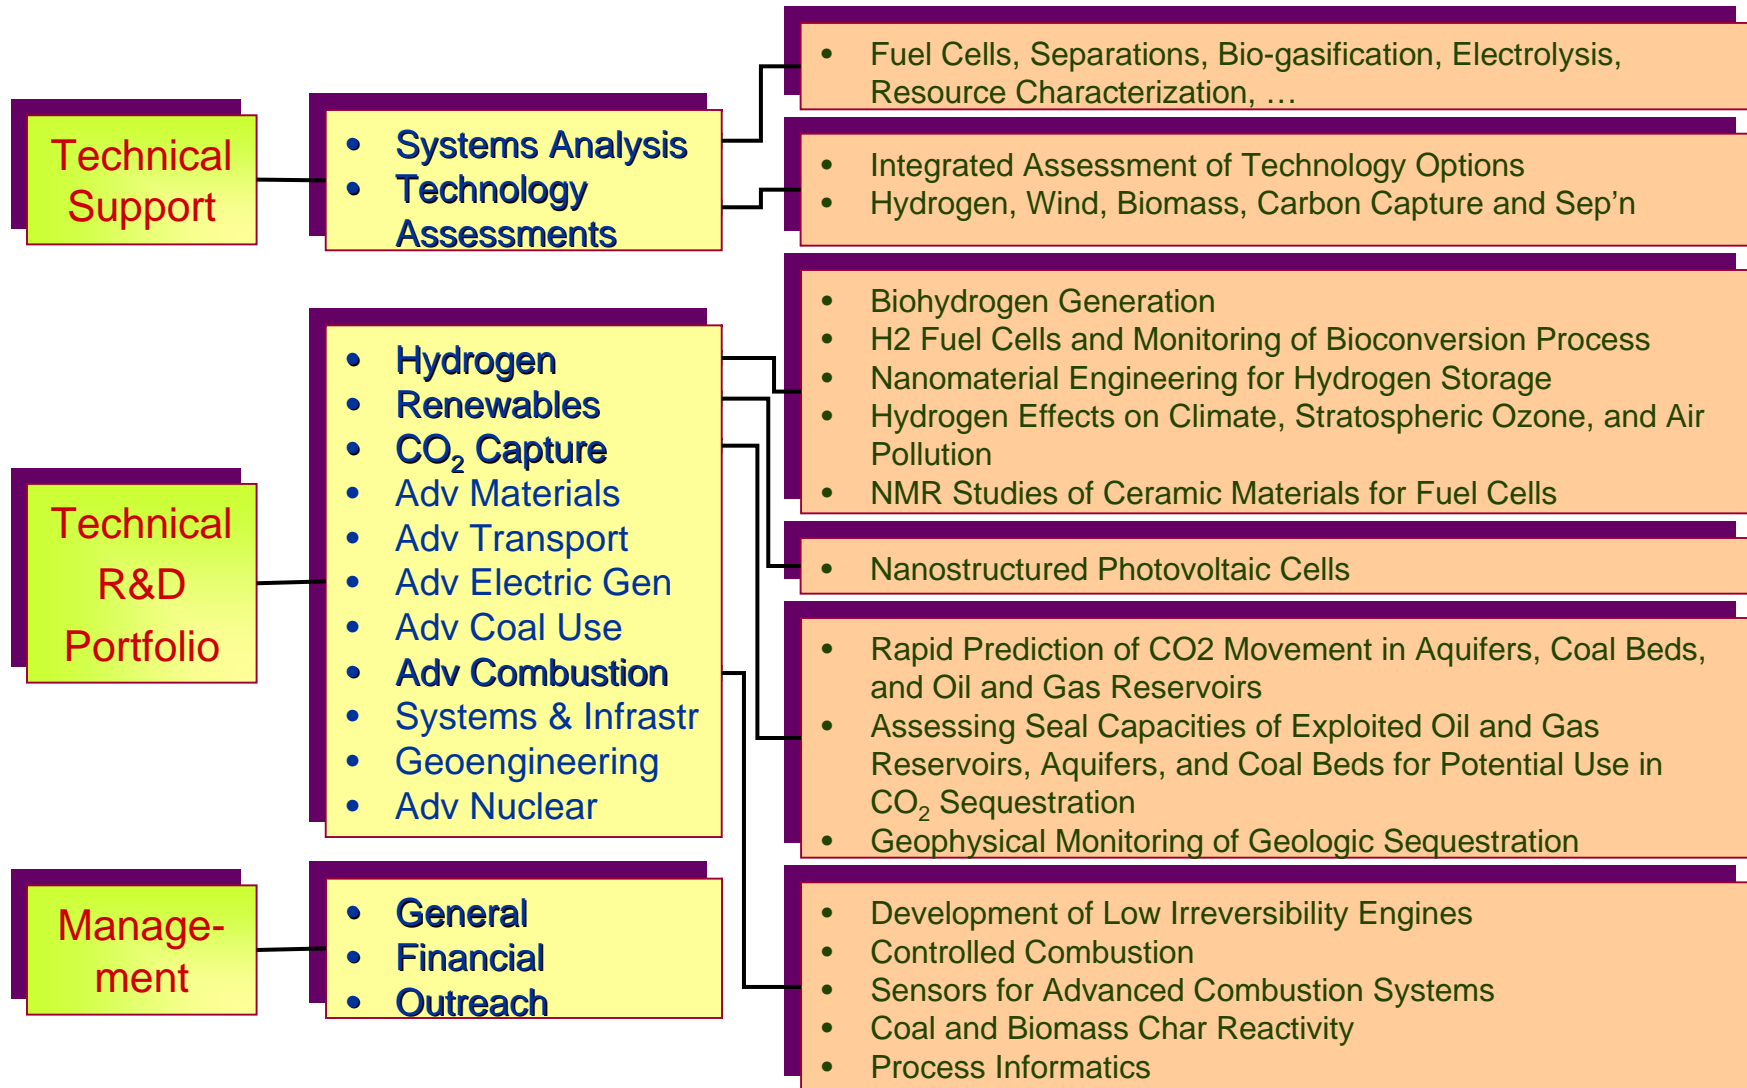 Technical
Support
• Systems Analysis
• Technology
Assessments
• Fuel Cells, Separations, Bio-gasification, Electrolysis,
Resource Characterization, …
• Integrated Assessment of Technology Options
• Hydrogen, Wind, Biomass, Carbon Capture and Sep’n
Technical
R&D
Portfolio
• Hydrogen
• Renewables
• CO₂ Capture
• Adv Materials
• Adv Transport
• Adv Electric Gen
• Adv Coal Use
• Adv Combustion
• Systems & Infrastr
• Geoengineering
• Adv Nuclear
• Biohydrogen Generation
• H2 Fuel Cells and Monitoring of Bioconversion Process
• Nanomaterial Engineering for Hydrogen Storage
• Hydrogen Effects on Climate, Stratospheric Ozone, and Air
Pollution
• NMR Studies of Ceramic Materials for Fuel Cells
• Nanostructured Photovoltaic Cells
• Rapid Prediction of CO2 Movement in Aquifers, Coal Beds,
and Oil and Gas Reservoirs
• Assessing Seal Capacities of Exploited Oil and Gas
Reservoirs, Aquifers, and Coal Beds for Potential Use in
CO₂ Sequestration
• Geophysical Monitoring of Geologic Sequestration
• Development of Low Irreversibility Engines
• Controlled Combustion
• Sensors for Advanced Combustion Systems
• Coal and Biomass Char Reactivity
• Process Informatics
Manage-
ment
• General
• Financial
• Outreach